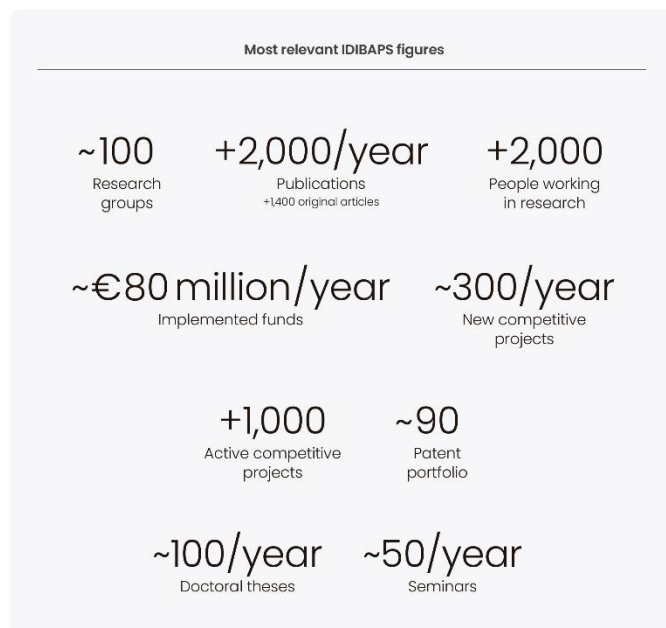 Most relevant IDIBAPS figures
~100
Research
groups
+2,000/year
Publications
+1,400 original articles
+2,000
People working
in research
~€80 million/year
Implemented funds
~300/year
New competitive
projects
+1,000
Active competitive
projects
~90
Patent
portfolio
~100/year
Doctoral theses
~50/year
Seminars